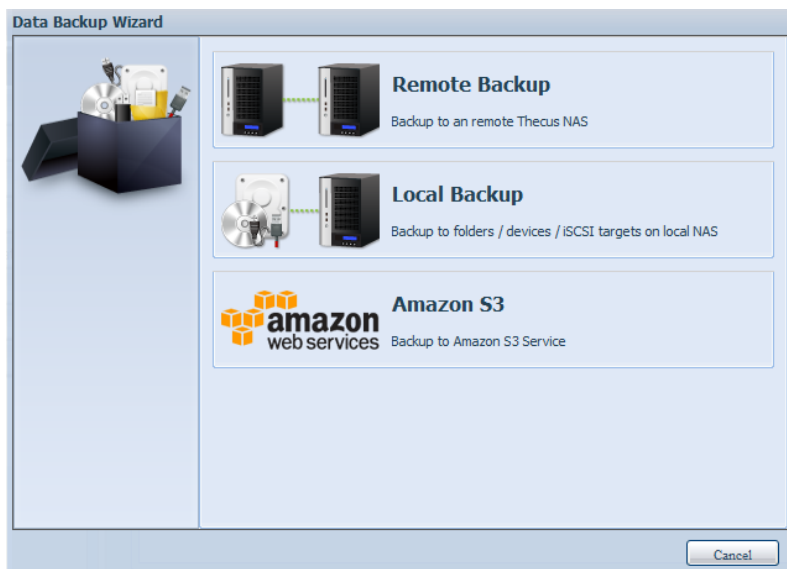 Data Backup Wizard
Remote Backup
Backup to an remote Thecus NAS
Local Backup
Backup to folders / devices / iSCSI targets on local NAS
amazon
web services
Amazon S3
Backup to Amazon S3 Service
Cancel